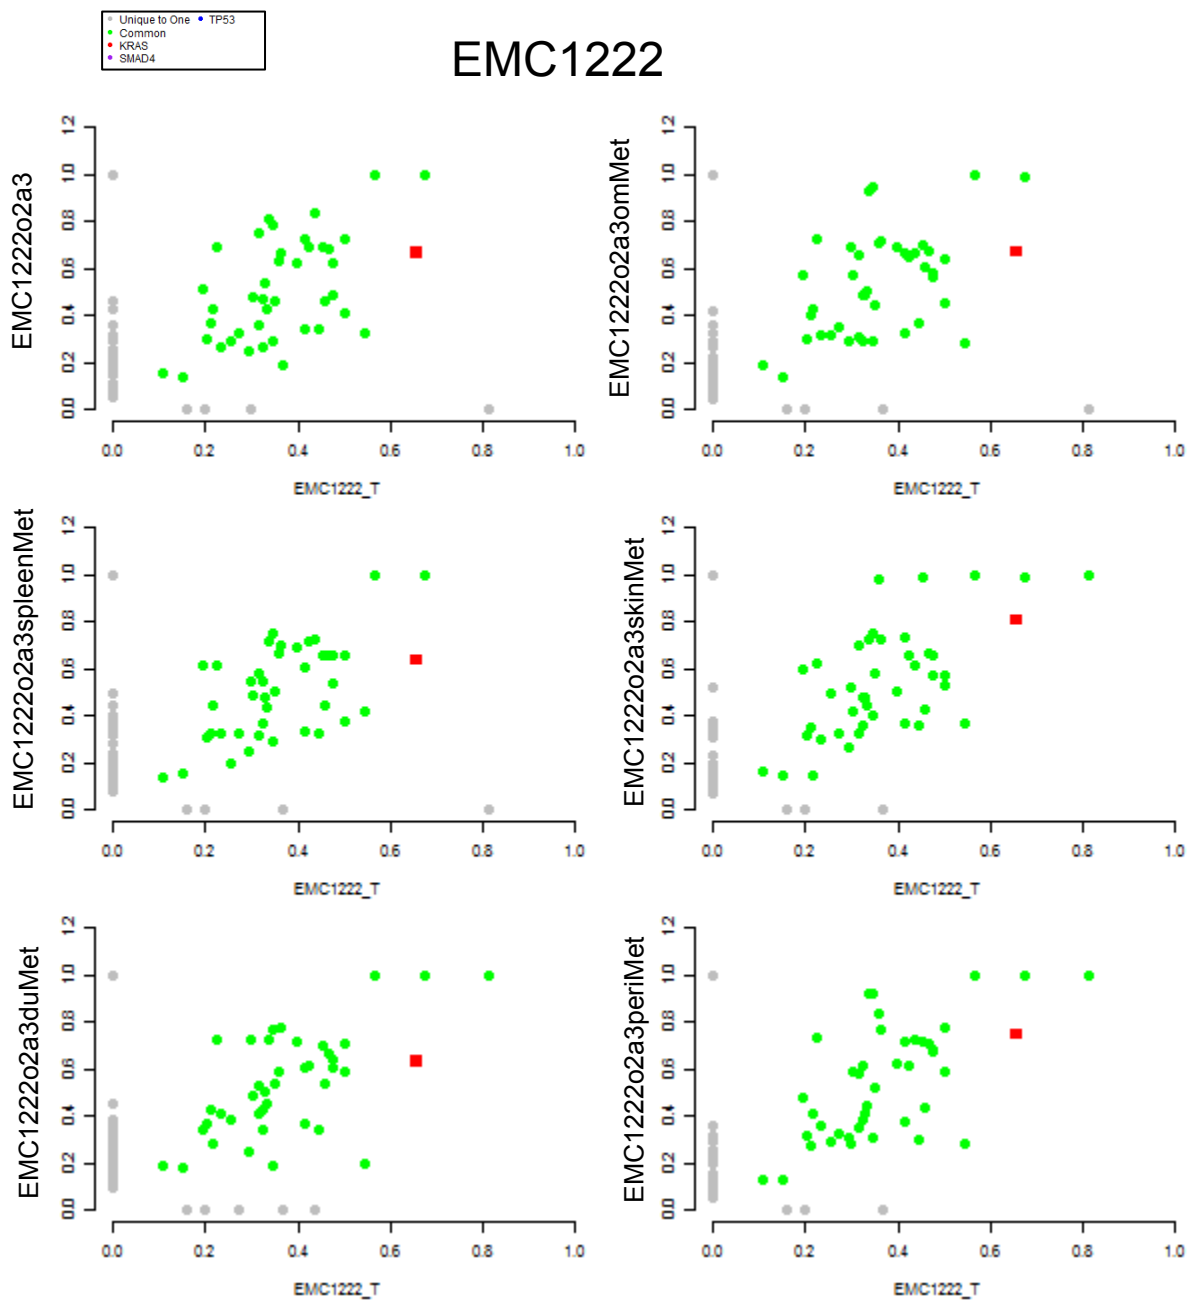 Unique to One TP53
Common
KRAS
SMAD4
EMC1222
EMC1222o2a3
0.0 0.2 0.4 0.6 0.8 1.0 1.2
0.0 0.2 0.4 0.6 0.8 1.0
EMC1222_T
EMC1222o2a3omMet
0.0 0.2 0.4 0.6 0.8 1.0 1.2
0.0 0.2 0.4 0.6 0.8 1.0
EMC1222_T
EMC1222o2a3spleenMet
0.0 0.2 0.4 0.6 0.8 1.0 1.2
0.0 0.2 0.4 0.6 0.8 1.0
EMC1222_T
EMC1222o2a3skinMet
0.0 0.2 0.4 0.6 0.8 1.0 1.2
0.0 0.2 0.4 0.6 0.8 1.0
EMC1222_T
EMC1222o2a3duMet
0.0 0.2 0.4 0.6 0.8 1.0 1.2
0.0 0.2 0.4 0.6 0.8 1.0
EMC1222_T
EMC1222o2a3periMet
0.0 0.2 0.4 0.6 0.8 1.0 1.2
0.0 0.2 0.4 0.6 0.8 1.0
EMC1222_T